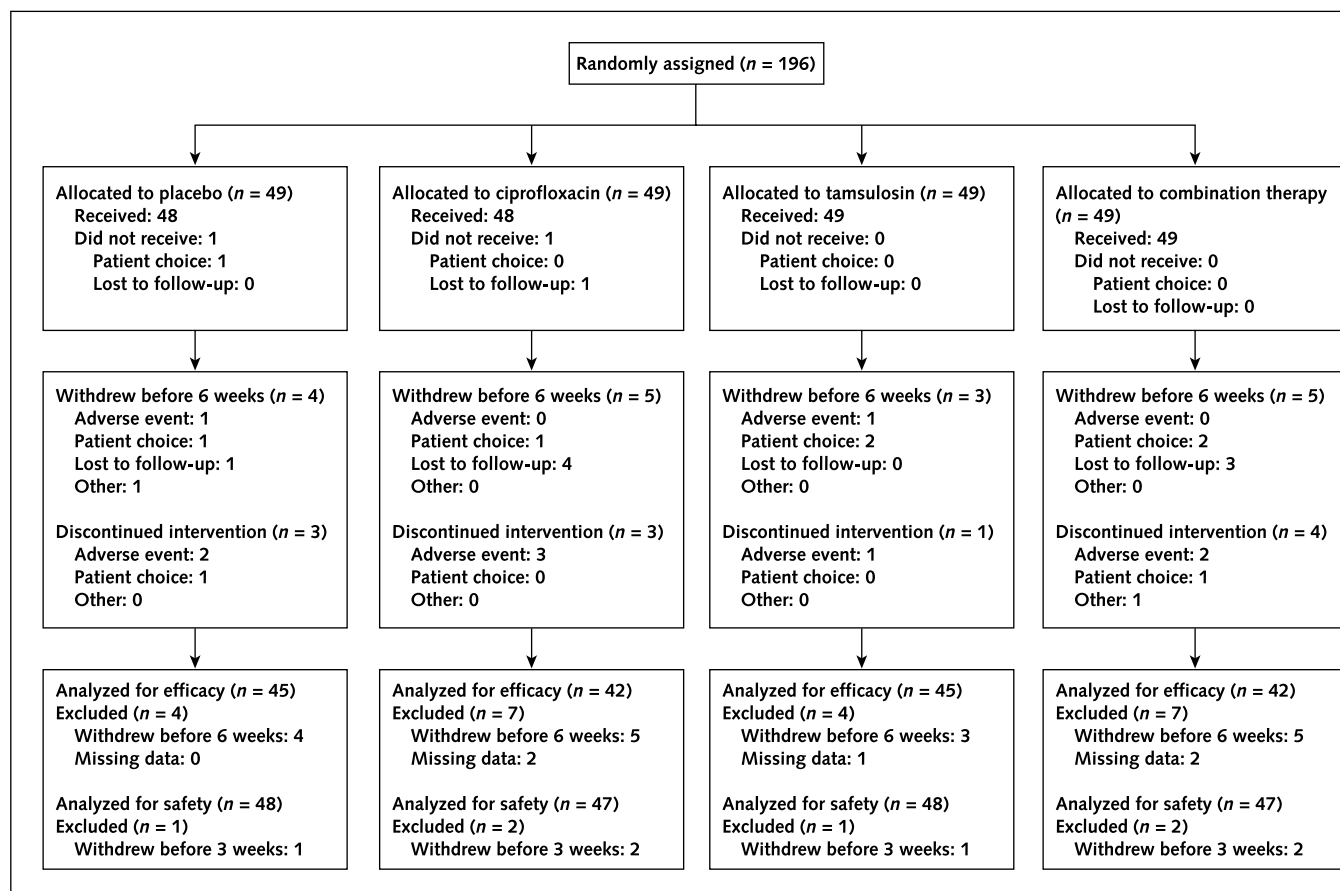 Randomly assigned (n = 196)
Allocated to placebo (n = 49)
Received: 48
Did not receive: 1
Patient choice: 1
Lost to follow-up: 0
Allocated to ciprofloxacin (n = 49)
Received: 48
Did not receive: 1
Patient choice: 0
Lost to follow-up: 1
Allocated to tamsulosin (n = 49)
Received: 49
Did not receive: 0
Patient choice: 0
Lost to follow-up: 0
Allocated to combination therapy
(n = 49)
Received: 49
Did not receive: 0
Patient choice: 0
Lost to follow-up: 0
Withdrew before 6 weeks (n = 4)
Adverse event: 1
Patient choice: 1
Lost to follow-up: 1
Other: 1
Discontinued intervention (n = 3)
Adverse event: 2
Patient choice: 1
Other: 0
Withdrew before 6 weeks (n = 5)
Adverse event: 0
Patient choice: 1
Lost to follow-up: 4
Other: 0
Discontinued intervention (n = 3)
Adverse event: 3
Patient choice: 0
Other: 0
Withdrew before 6 weeks (n = 3)
Adverse event: 1
Patient choice: 2
Lost to follow-up: 0
Other: 0
Discontinued intervention (n = 1)
Adverse event: 1
Patient choice: 0
Other: 0
Withdrew before 6 weeks (n = 5)
Adverse event: 0
Patient choice: 2
Lost to follow-up: 3
Other: 0
Discontinued intervention (n = 4)
Adverse event: 2
Patient choice: 1
Other: 1
Analyzed for efficacy (n = 45)
Excluded (n = 4)
Withdrew before 6 weeks: 4
Missing data: 0
Analyzed for safety (n = 48)
Excluded (n = 1)
Withdrew before 3 weeks: 1
Analyzed for efficacy (n = 42)
Excluded (n = 7)
Withdrew before 6 weeks: 5
Missing data: 2
Analyzed for safety (n = 47)
Excluded (n = 2)
Withdrew before 3 weeks: 2
Analyzed for efficacy (n = 45)
Excluded (n = 4)
Withdrew before 6 weeks: 3
Missing data: 1
Analyzed for safety (n = 48)
Excluded (n = 1)
Withdrew before 3 weeks: 1
Analyzed for efficacy (n = 42)
Excluded (n = 7)
Withdrew before 6 weeks: 5
Missing data: 2
Analyzed for safety (n = 47)
Excluded (n = 2)
Withdrew before 3 weeks: 2